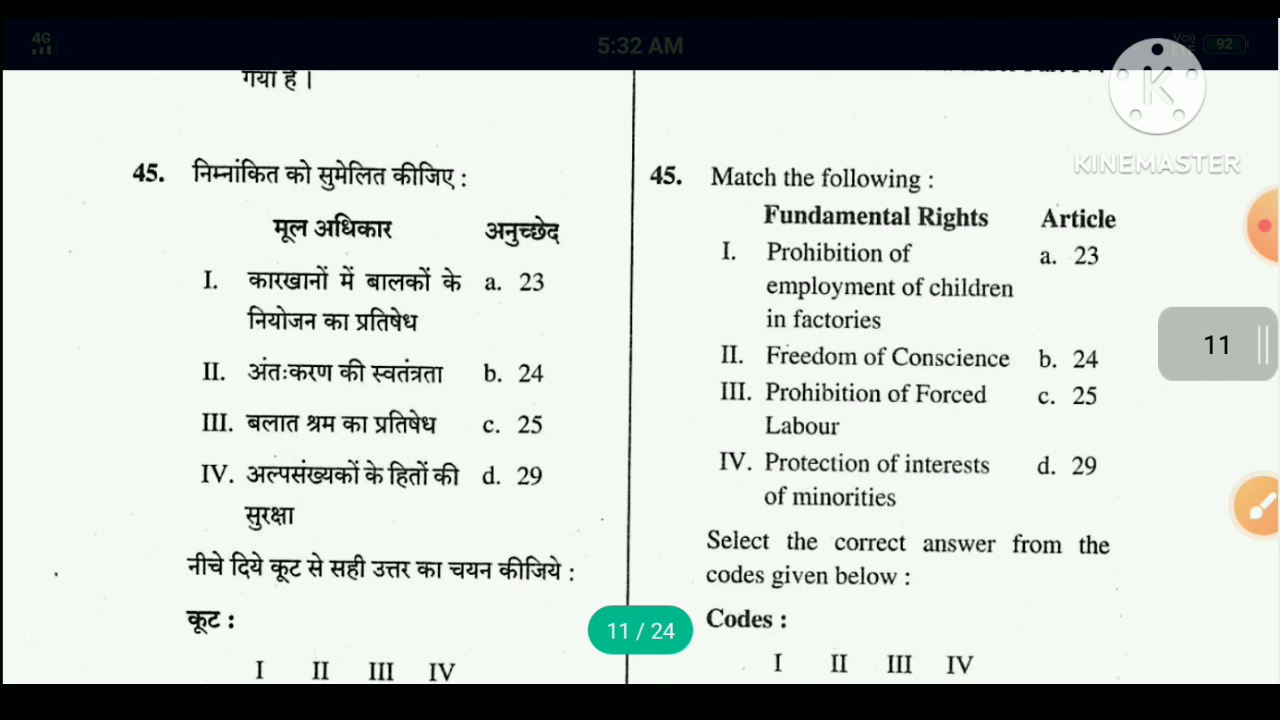 4G
5:32 AM
Vo))
LTE
92
गया है ।
K
KINEMASTER
45. निम्नांकित को सुमेलित कीजिए :
मूल अधिकार अनुच्छेद
I. कारखानों में बालकों के a. 23
नियोजन का प्रतिषेध
II. अंतःकरण की स्वतंत्रता b. 24
III. बलात श्रम का प्रतिषेध c. 25
IV. अल्पसंख्यकों के हितों की d. 29
सुरक्षा
नीचे दिये कूट से सही उत्तर का चयन कीजिये :
कूट :
I II III IV
45. Match the following :
Fundamental Rights Article
I. Prohibition of a. 23
employment of children
in factories
II. Freedom of Conscience b. 24
III. Prohibition of Forced c. 25
Labour
IV. Protection of interests d. 29
of minorities
Select the correct answer from the
codes given below :
Codes :
I II III IV
11
11 / 24